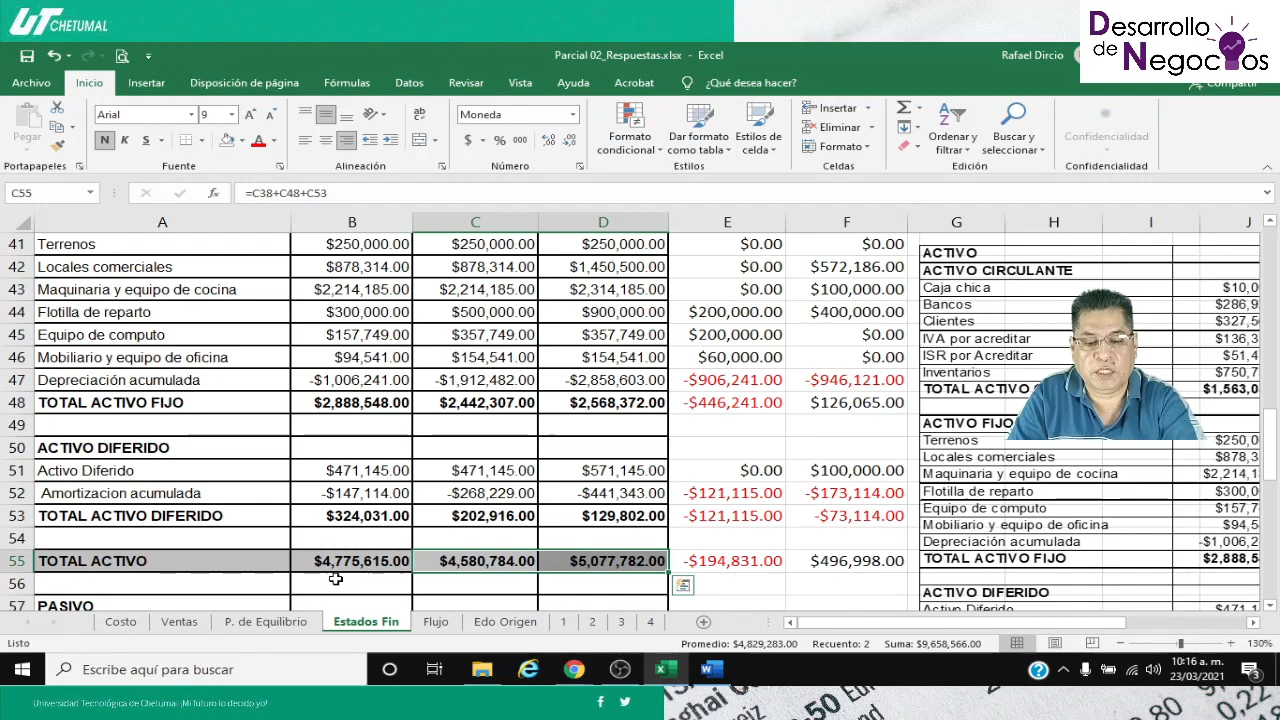 UT CHETUMAL
Desarrollo
de
Negocios
Parcial 02_Respuestas.xlsx - Excel
Rafael Dircio
Archivo Inicio Insertar Disposición de página Fórmulas Datos Revisar Vista Ayuda Acrobat ¿Qué desea hacer? Compartir
Pegar
Arial 9
N K S
ab
Moneda
$ % 000
Formato condicional
Dar formato como tabla
Estilos de celda
Insertar
Eliminar
Formato
Ordenar y filtrar
Buscar y seleccionar
Confidencialidad
Portapapeles Fuente Alineación Número Estilos Celdas Edición Confidencialidad
C55 fx =C38+C48+C53
A B C D E F G H I J
41 Terrenos $250,000.00 $250,000.00 $250,000.00 $0.00 $0.00
42 Locales comerciales $878,314.00 $878,314.00 $1,450,500.00 $0.00 $572,186.00
43 Maquinaria y equipo de cocina $2,214,185.00 $2,214,185.00 $2,314,185.00 $0.00 $100,000.00
44 Flotilla de reparto $300,000.00 $500,000.00 $900,000.00 $200,000.00 $400,000.00
45 Equipo de computo $157,749.00 $357,749.00 $357,749.00 $200,000.00 $0.00
46 Mobiliario y equipo de oficina $94,541.00 $154,541.00 $154,541.00 $60,000.00 $0.00
47 Depreciación acumulada -$1,006,241.00 -$1,912,482.00 -$2,858,603.00 -$906,241.00 -$946,121.00
48 TOTAL ACTIVO FIJO $2,888,548.00 $2,442,307.00 $2,568,372.00 -$446,241.00 $126,065.00
49
50 ACTIVO DIFERIDO
51 Activo Diferido $471,145.00 $471,145.00 $571,145.00 $0.00 $100,000.00
52 Amortizacion acumulada -$147,114.00 -$268,229.00 -$441,343.00 -$121,115.00 -$173,114.00
53 TOTAL ACTIVO DIFERIDO $324,031.00 $202,916.00 $129,802.00 -$121,115.00 -$73,114.00
54
55 TOTAL ACTIVO $4,775,615.00 $4,580,784.00 $5,077,782.00 -$194,831.00 $496,998.00
56
57 PASIVO
ACTIVO
ACTIVO CIRCULANTE
Caja chica $10,0
Bancos $286,9
Clientes $327,5
IVA por acreditar $136,3
ISR por Acreditar $51,4
Inventarios $750,7
TOTAL ACTIVO $1,563,0
ACTIVO FIJO
Terrenos $250,0
Locales comerciales $878,3
Maquinaria y equipo de cocina $2,214,1
Flotilla de reparto $300,0
Equipo de computo $157,7
Mobiliario y equipo de oficina $94,5
Depreciación acumulada -$1,006,2
TOTAL ACTIVO FIJO $2,888,5
ACTIVO DIFERIDO
Activo Diferido $471,1
Costo Ventas P. de Equilibrio Estados Fin Flujo Edo Origen 1 2 3 4
Listo Promedio: $4,829,283.00 Recuento: 2 Suma: $9,658,566.00 130%
Escribe aquí para buscar
10:16 a. m.
23/03/2021
3
Universidad Tecnológica de Chetumal. ¡Mi futuro lo decido yo!